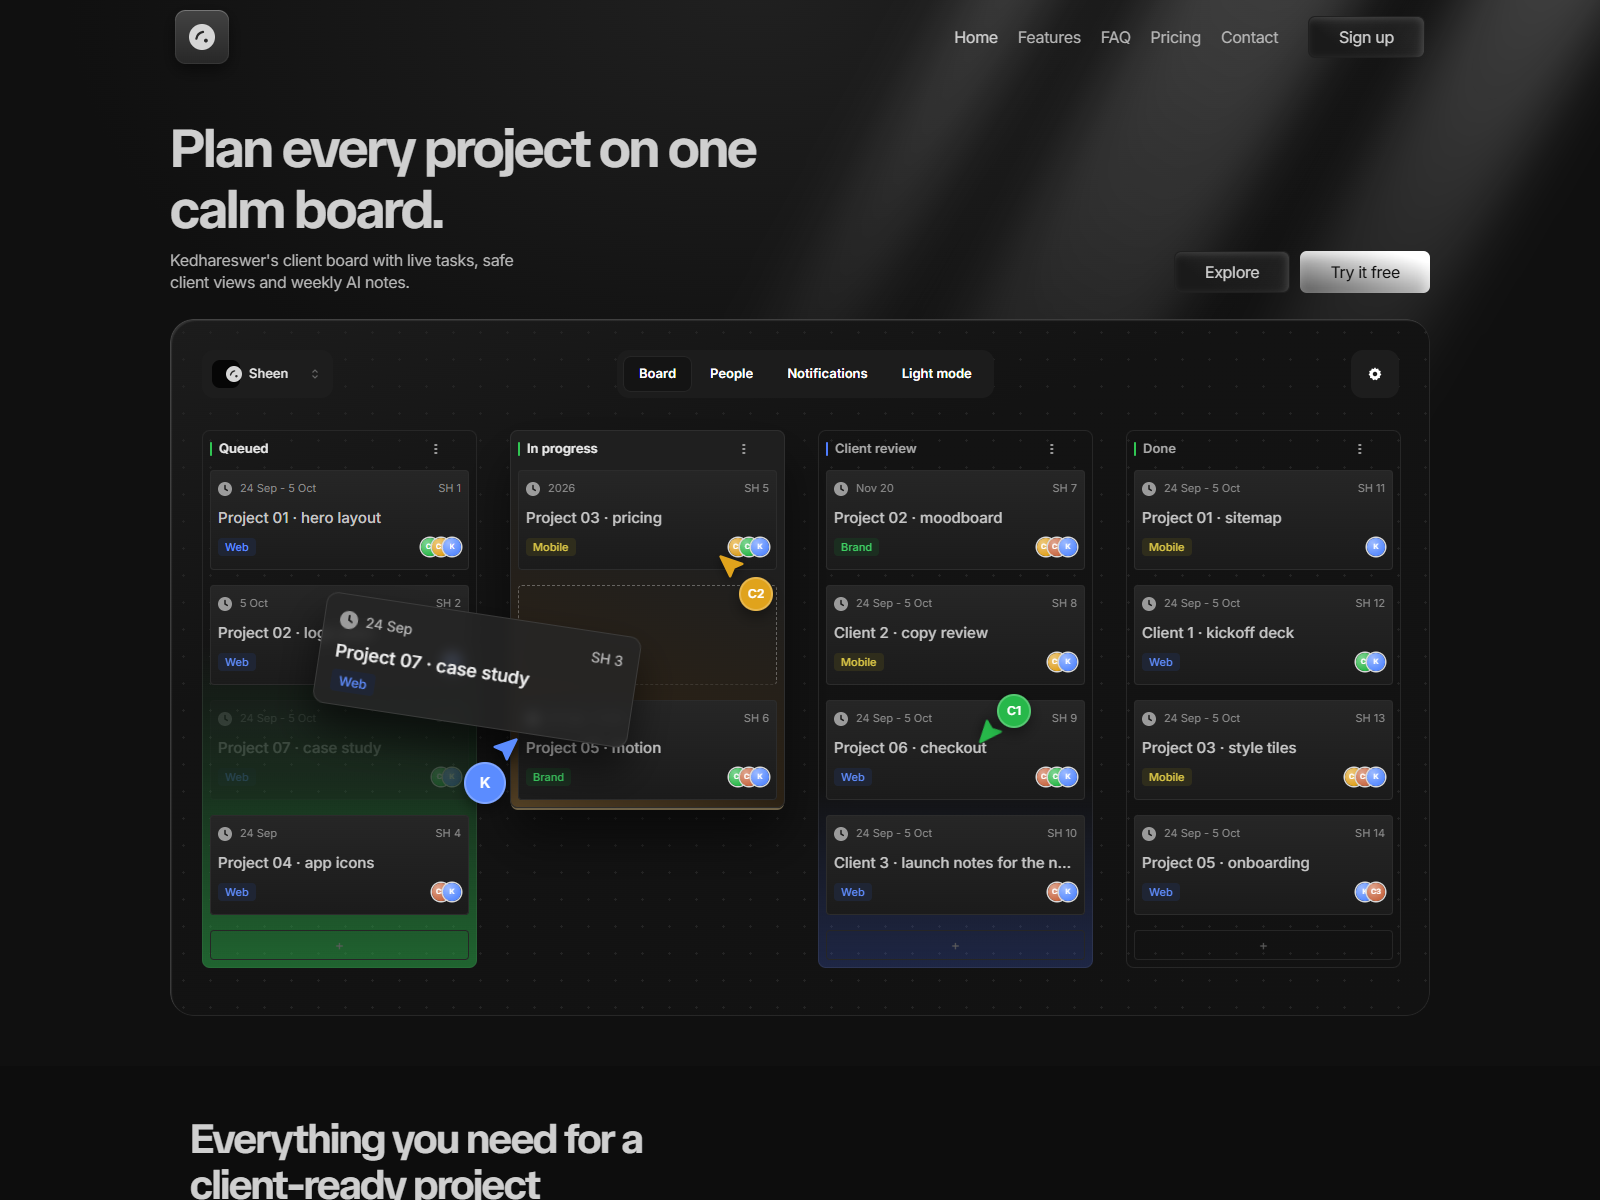 Home Features FAQ Pricing Contact Sign up
Plan every project on one
calm board.
Kedhareswer's client board with live tasks, safe
client views and weekly AI notes.
Explore Try it free
Sheen Board People Notifications Light mode
Queued
24 Sep - 5 Oct SH 1
Project 01 · hero layout
Web K
5 Oct SH 2
Project 02 · log
Web
24 Sep - 5 Oct
Project 07 · case study
Web
24 Sep SH 4
Project 04 · app icons
Web K
+
24 Sep
Project 07 · case study SH 3
Web
K
In progress
2026 SH 5
Project 03 · pricing
Mobile K
C2
SH 6
Project 05 · motion
Brand K
Client review
Nov 20 SH 7
Project 02 · moodboard
Brand K
24 Sep - 5 Oct SH 8
Client 2 · copy review
Mobile K
C1
24 Sep - 5 Oct SH 9
Project 06 · checkout
Web K
24 Sep - 5 Oct SH 10
Client 3 · launch notes for the n...
Web K
+
Done
24 Sep - 5 Oct SH 11
Project 01 · sitemap
Mobile K
24 Sep - 5 Oct SH 12
Client 1 · kickoff deck
Web K
24 Sep - 5 Oct SH 13
Project 03 · style tiles
Mobile K
24 Sep - 5 Oct SH 14
Project 05 · onboarding
Web C3
+
Everything you need for a
client-ready project